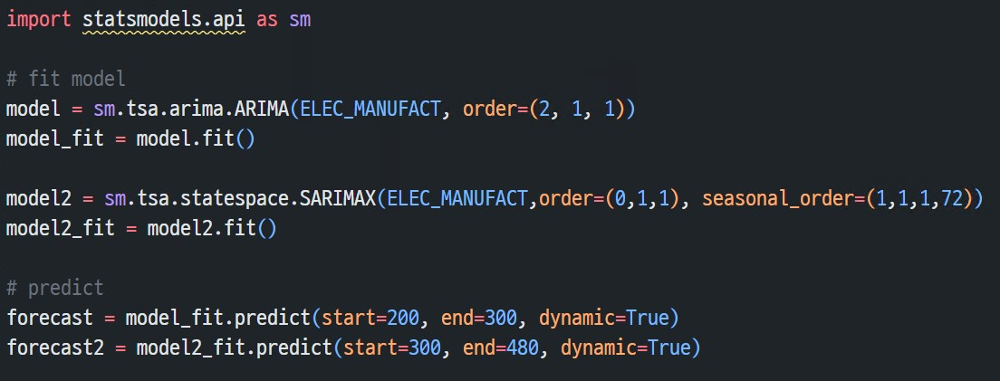 import statsmodels.api as sm
# fit model
model = sm.tsa.arima.ARIMA(ELEC_MANUFACT, order=(2, 1, 1))
model_fit = model.fit()
model2 = sm.tsa.statespace.SARIMAX(ELEC_MANUFACT,order=(0,1,1), seasonal_order=(1,1,1,72))
model2_fit = model2.fit()
# predict
forecast = model_fit.predict(start=200, end=300, dynamic=True)
forecast2 = model2_fit.predict(start=300, end=480, dynamic=True)